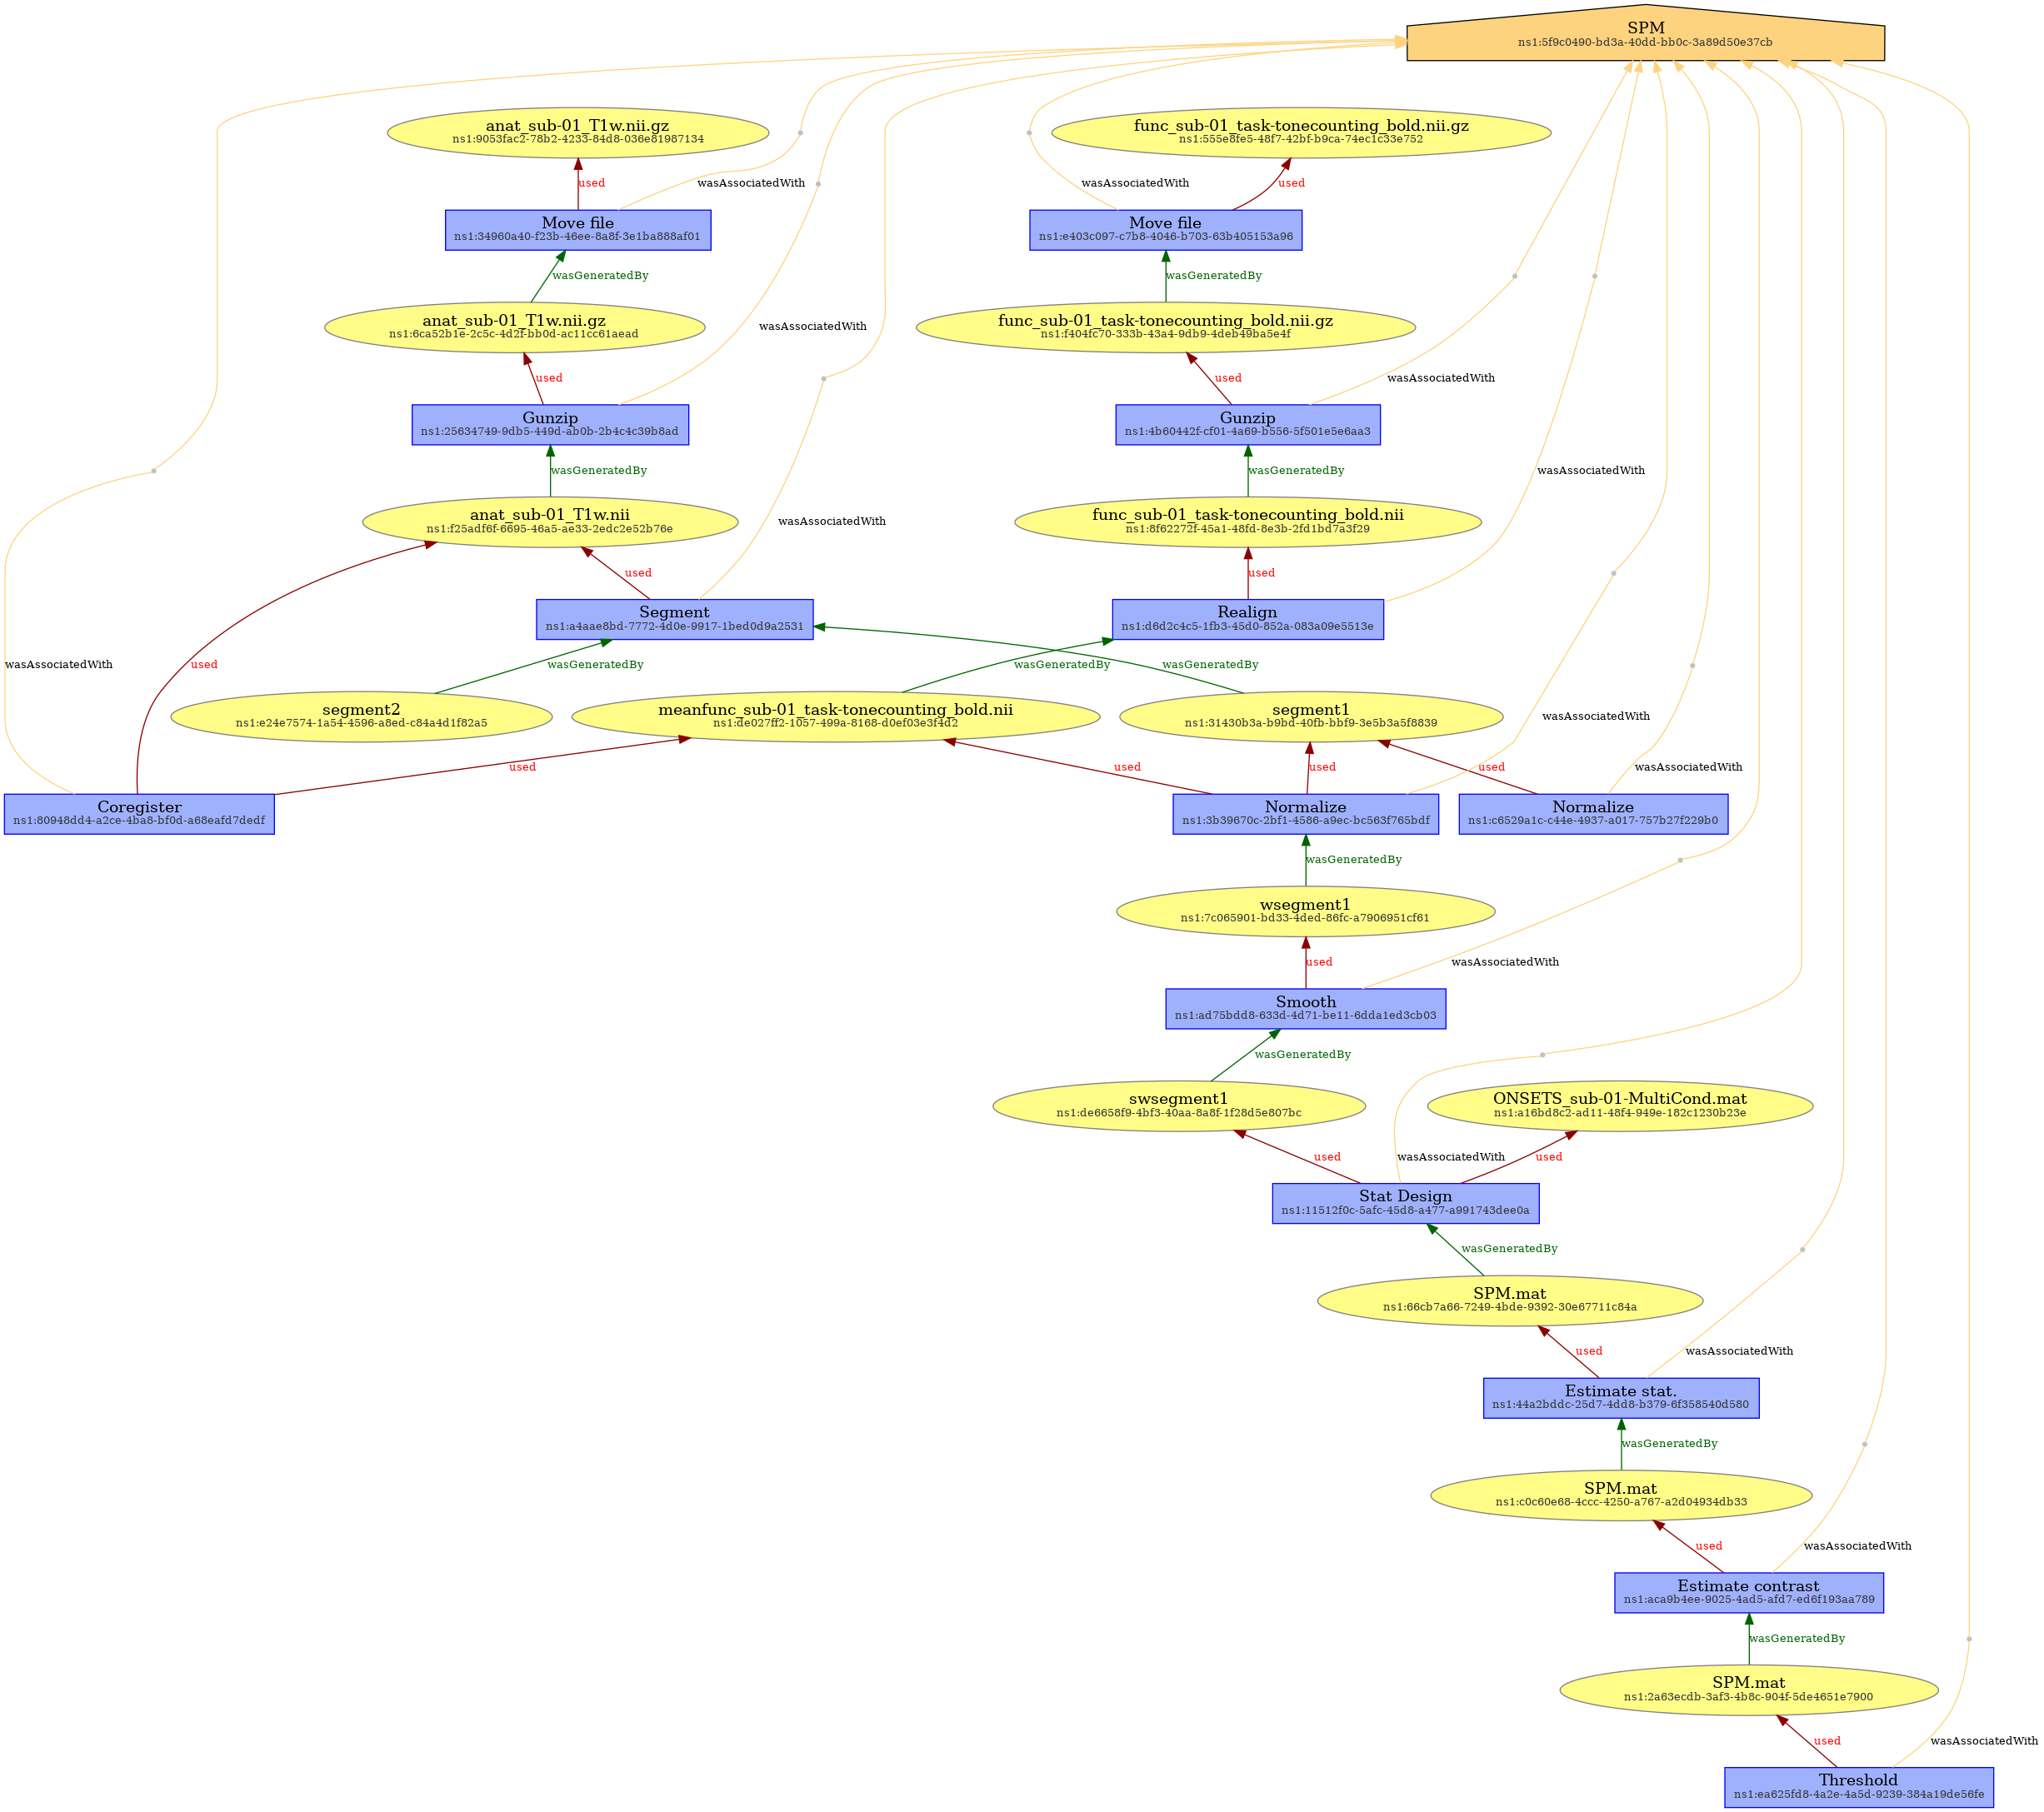 SPM
ns1:5f9c0490-bd3a-40dd-bb0c-3a89d50e37cb
anat_sub-01_T1w.nii.gz
ns1:9053fac2-78b2-4233-84d8-036e81987134
func_sub-01_task-tonecounting_bold.nii.gz
ns1:555e8fe5-48f7-42bf-b9ca-74ec1c33e752
used
wasAssociatedWith
wasAssociatedWith
used
Move file
ns1:34960a40-f23b-46ee-8a8f-3e1ba888af01
Move file
ns1:e403c097-c7b8-4046-b703-63b405153a96
wasGeneratedBy
wasGeneratedBy
anat_sub-01_T1w.nii.gz
ns1:6ca52b1e-2c5c-4d2f-bb0d-ac11cc61aead
wasAssociatedWith
func_sub-01_task-tonecounting_bold.nii.gz
ns1:f404fc70-333b-43a4-9db9-4deb49ba5e4f
used
used
wasAssociatedWith
Gunzip
ns1:25634749-9db5-449d-ab0b-2b4c4c39b8ad
Gunzip
ns1:4b60442f-cf01-4a69-b556-5f501e5e6aa3
wasGeneratedBy
wasGeneratedBy
wasAssociatedWith
anat_sub-01_T1w.nii
ns1:f25adf6f-6695-46a5-ae33-2edc2e52b76e
wasAssociatedWith
func_sub-01_task-tonecounting_bold.nii
ns1:8f62272f-45a1-48fd-8e3b-2fd1bd7a3f29
used
used
Segment
ns1:a4aae8bd-7772-4d0e-9917-1bed0d9a2531
Realign
ns1:d6d2c4c5-1fb3-45d0-852a-083a09e5513e
wasAssociatedWith
used
wasGeneratedBy
wasGeneratedBy
wasGeneratedBy
segment2
ns1:e24e7574-1a54-4596-a8ed-c84a4d1f82a5
meanfunc_sub-01_task-tonecounting_bold.nii
ns1:de027ff2-1057-499a-8168-d0ef03e3f4d2
segment1
ns1:31430b3a-b9bd-40fb-bbf9-3e5b3a5f8839
wasAssociatedWith
used
used
used
used
wasAssociatedWith
Coregister
ns1:80948dd4-a2ce-4ba8-bf0d-a68eafd7dedf
Normalize
ns1:3b39670c-2bf1-4586-a9ec-bc563f765bdf
Normalize
ns1:c6529a1c-c44e-4937-a017-757b27f229b0
wasGeneratedBy
wsegment1
ns1:7c065901-bd33-4ded-86fc-a7906951cf61
used
wasAssociatedWith
Smooth
ns1:ad75bdd8-633d-4d71-be11-6dda1ed3cb03
wasGeneratedBy
swsegment1
ns1:de6658f9-4bf3-40aa-8a8f-1f28d5e807bc
ONSETS_sub-01-MultiCond.mat
ns1:a16bd8c2-ad11-48f4-949e-182c1230b23e
used
wasAssociatedWith
used
Stat Design
ns1:11512f0c-5afc-45d8-a477-a991743dee0a
wasGeneratedBy
SPM.mat
ns1:66cb7a66-7249-4bde-9392-30e67711c84a
used
wasAssociatedWith
Estimate stat.
ns1:44a2bddc-25d7-4dd8-b379-6f358540d580
wasGeneratedBy
SPM.mat
ns1:c0c60e68-4ccc-4250-a767-a2d04934db33
used
wasAssociatedWith
Estimate contrast
ns1:aca9b4ee-9025-4ad5-afd7-ed6f193aa789
wasGeneratedBy
SPM.mat
ns1:2a63ecdb-3af3-4b8c-904f-5de4651e7900
used
wasAssociatedWith
Threshold
ns1:ea625fd8-4a2e-4a5d-9239-384a19de56fe